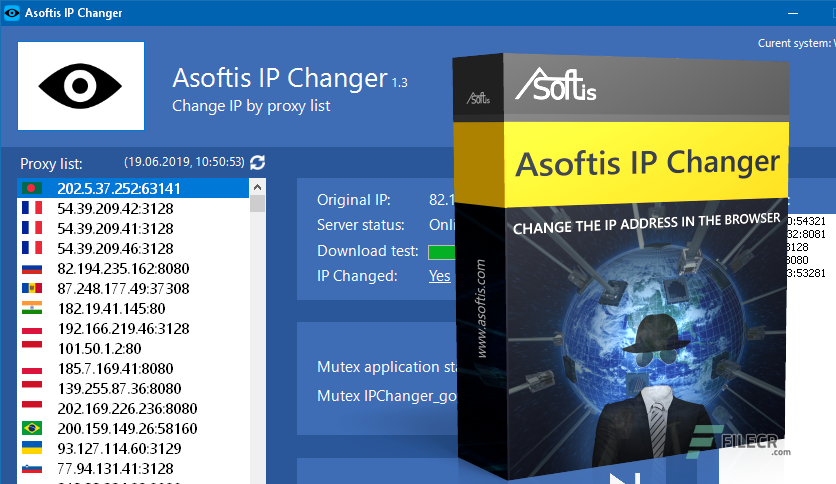 Asoftis IP Changer
Curent system:
Asoftis IP Changer 1.3
Change IP by proxy list
Proxy list: (19.06.2019, 10:50:53)
202.5.37.252:63141
54.39.209.42:3128
54.39.209.41:3128
54.39.209.46:3128
82.194.235.162:8080
87.248.177.49:37308
182.19.41.145:80
192.166.219.46:3128
101.50.1.2:80
185.7.169.41:8080
139.255.87.36:8080
202.169.226.236:8080
200.159.149.26:58160
93.127.114.60:3129
77.94.131.41:3128
Original IP: 82.1
Server status: Onli
Download test:
IP Changed: Yes
Mutex application sta
Mutex IPChanger_go
Asoftis
www.asoftis.com
Asoftis
Asoftis IP Changer
CHANGE THE IP ADDRESS IN THE BROWSER
0:54321
32:8081
3128
8080
3:53281
FILECR
.com